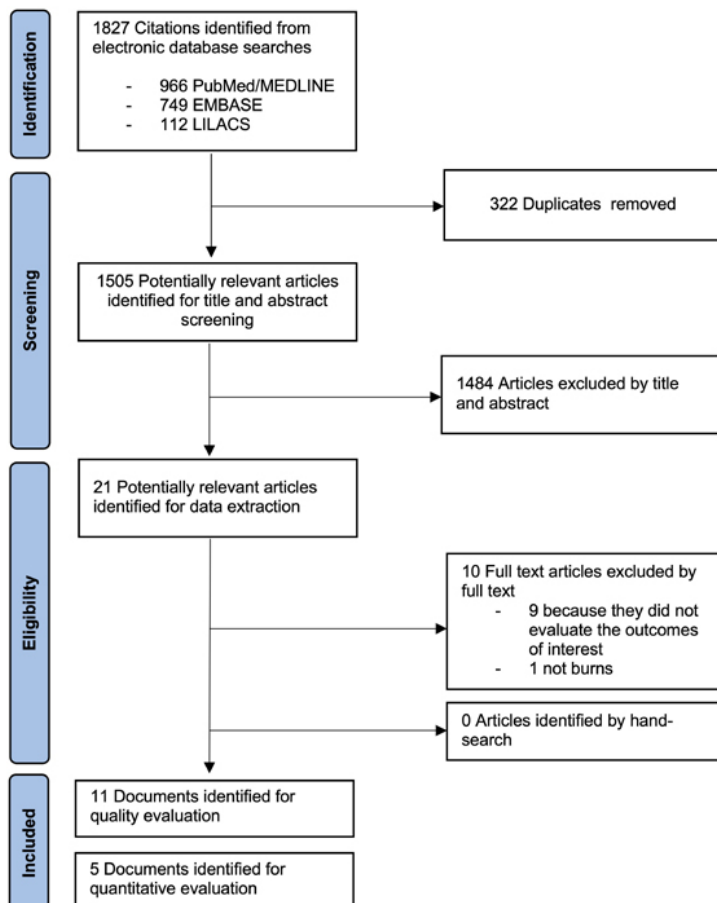 Identification
1827 Citations identified from
electronic database searches
- 966 PubMed/MEDLINE
- 749 EMBASE
- 112 LILACS
Screening
322 Duplicates removed
1505 Potentially relevant articles
identified for title and abstract
screening
1484 Articles excluded by title
and abstract
Eligibility
21 Potentially relevant articles
identified for data extraction
10 Full text articles excluded by
full text
- 9 because they did not
evaluate the outcomes
of interest
- 1 not burns
0 Articles identified by hand-
search
Included
11 Documents identified for
quality evaluation
5 Documents identified for
quantitative evaluation